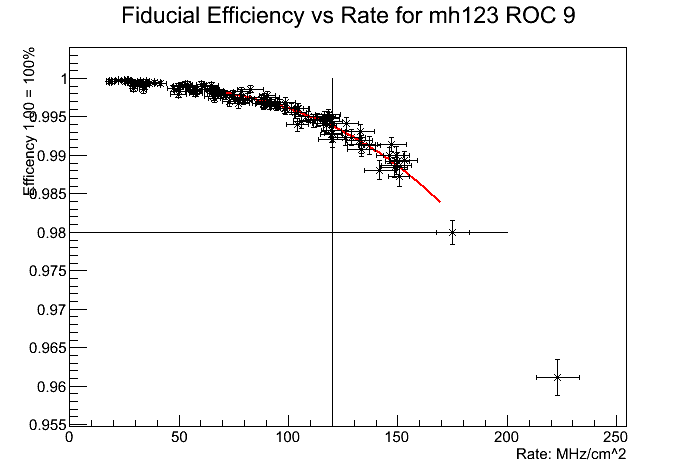 Fiducial Efficiency vs Rate for mh123 ROC 9
Efficency 1.00 = 100%
1
0.995
0.99
0.985
0.98
0.975
0.97
0.965
0.96
0.955
0 50 100 150 200 250
Rate: MHz/cm^2